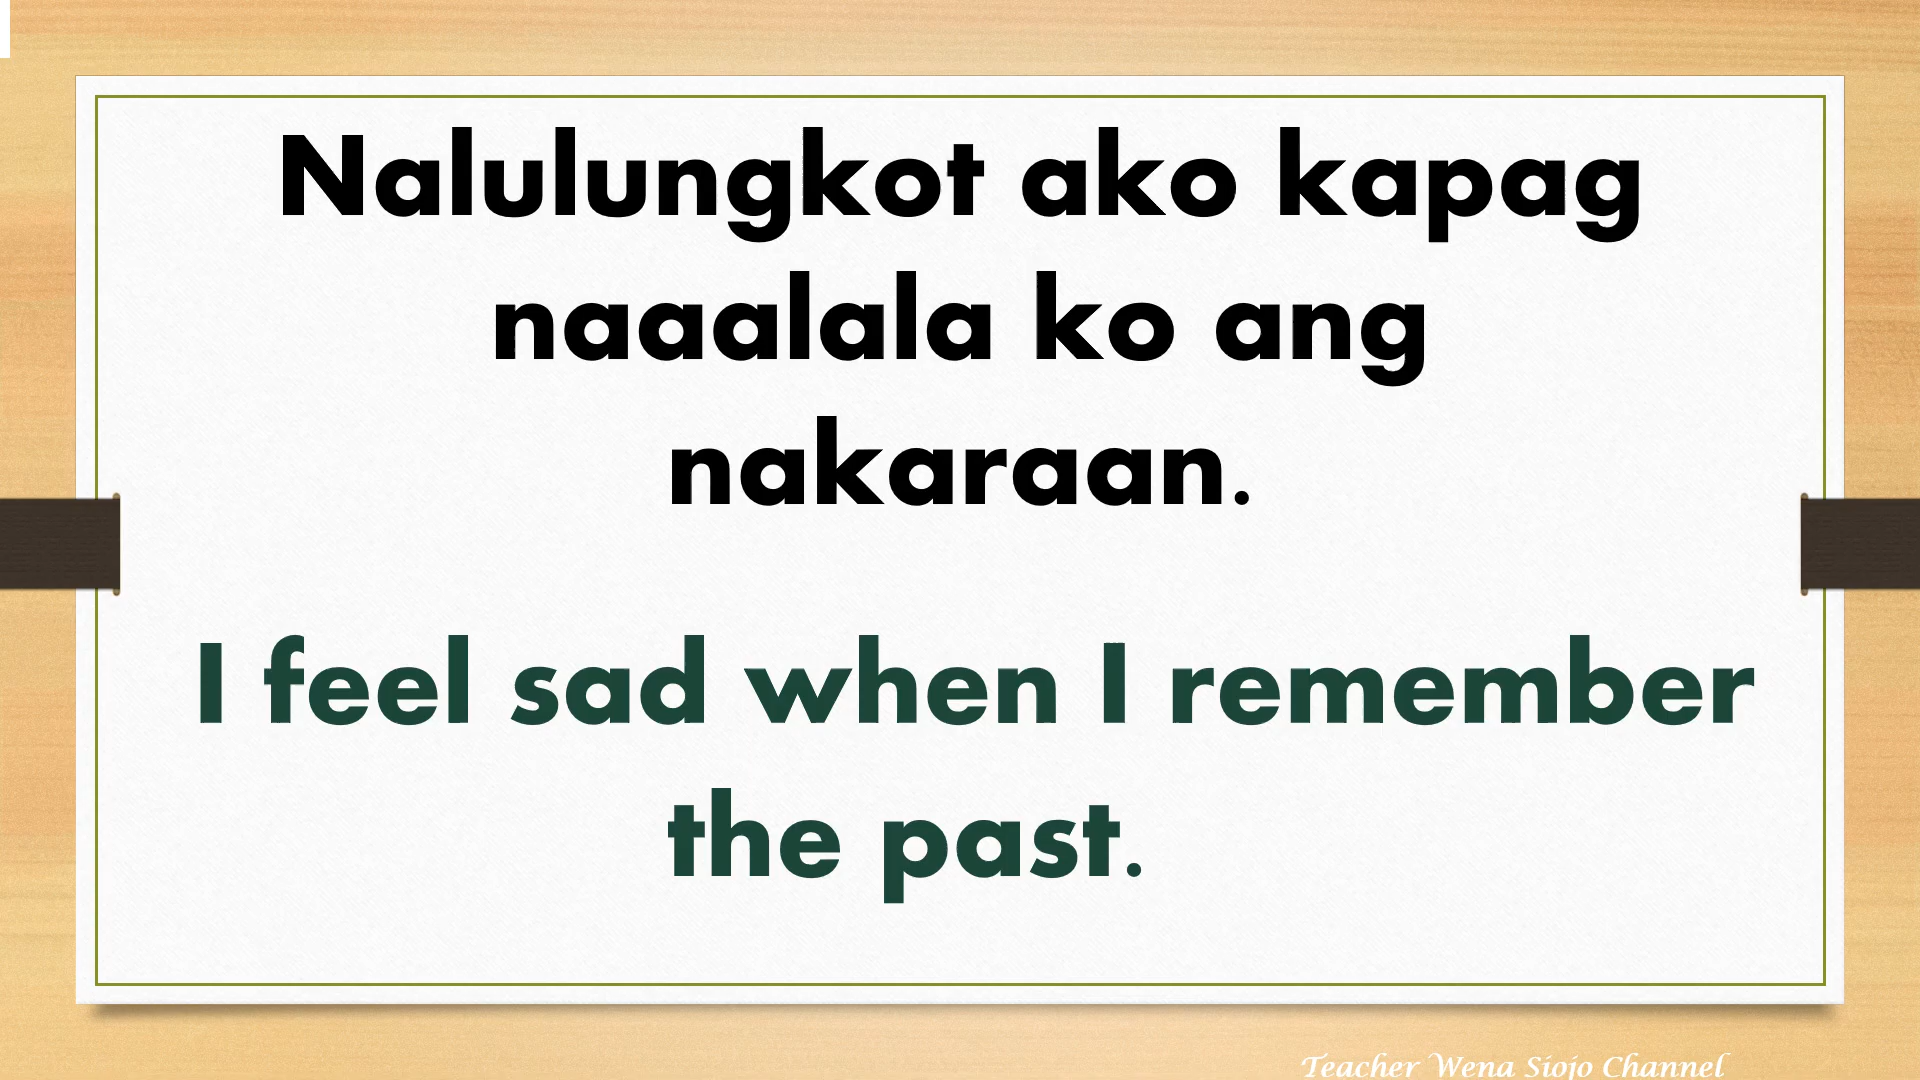 Nalulungkot ako kapag
naaalala ko ang
nakaraan.
I feel sad when I remember
the past.
Teacher Wena Siojo Channel